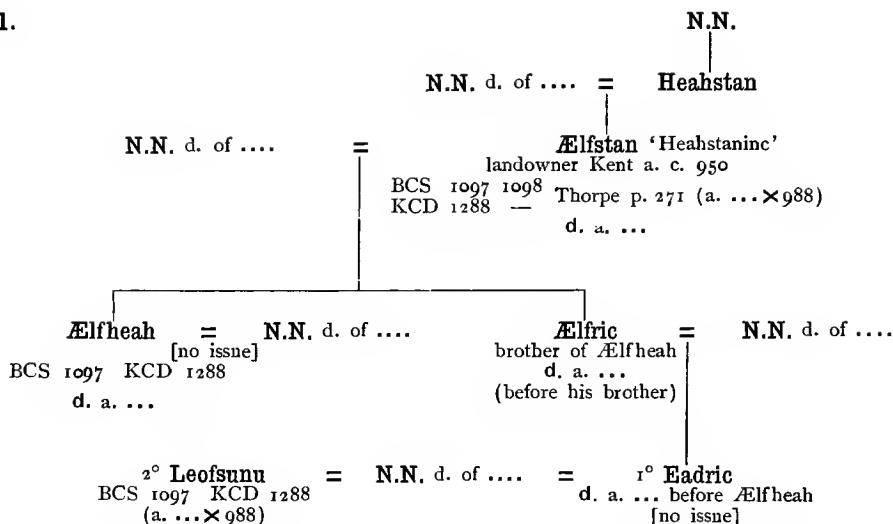 1.
N.N.
N.N. d. of .... = Heahstan
N.N. d. of .... = Ælfstan 'Heahstaninc'
landowner Kent a. c. 950
BCS 1097 1098 Thorpe p. 271 (a. ...×988)
KCD 1288 —
d. a. ...
Ælfheah = N.N. d. of .... Ælfric = N.N. d. of ....
[no issne] brother of Ælfheah
BCS 1097 KCD 1288 d. a. ...
d. a. ... (before his brother)
2° Leofsunu = N.N. d. of .... = 1° Eadric
BCS 1097 KCD 1288 d. a. ... before Ælfheah
(a. ...×988) [no issne]